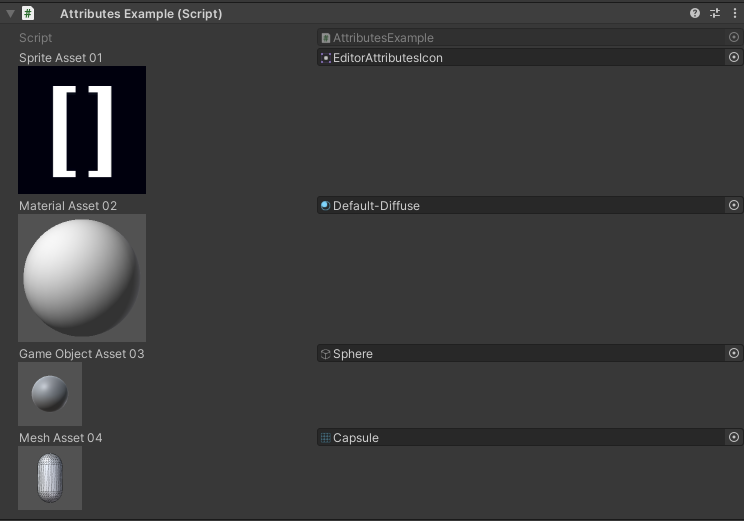 Attributes Example (Script)
Script AttributesExample
Sprite Asset 01 EditorAttributesIcon
[]
Material Asset 02 Default-Diffuse
Game Object Asset 03 Sphere
Mesh Asset 04 Capsule